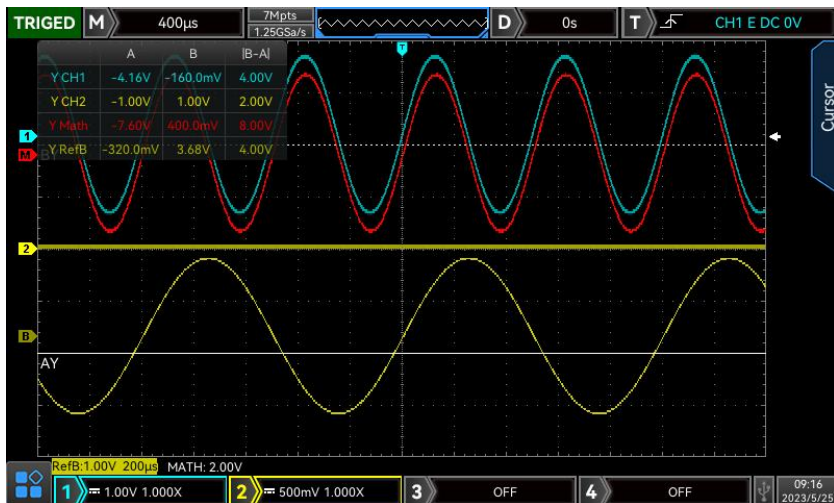 TRIGED M 400μs 7Mpts 1.25GSa/s D 0s T CH1 E DC 0V
A B |B-A|
Y CH1 -4.16V -160.0mV 4.00V
Y CH2 -1.00V 1.00V 2.00V
Y Math -7.60V 400.0mV 8.00V
Y RefB -320.0mV 3.68V 4.00V
T
Cursor
1
M
BY
2
B
AY
RefB:1.00V 200μs MATH: 2.00V
1 1.00V 1.000X 2 500mV 1.000X 3 OFF 4 OFF
09:16
2023/5/25